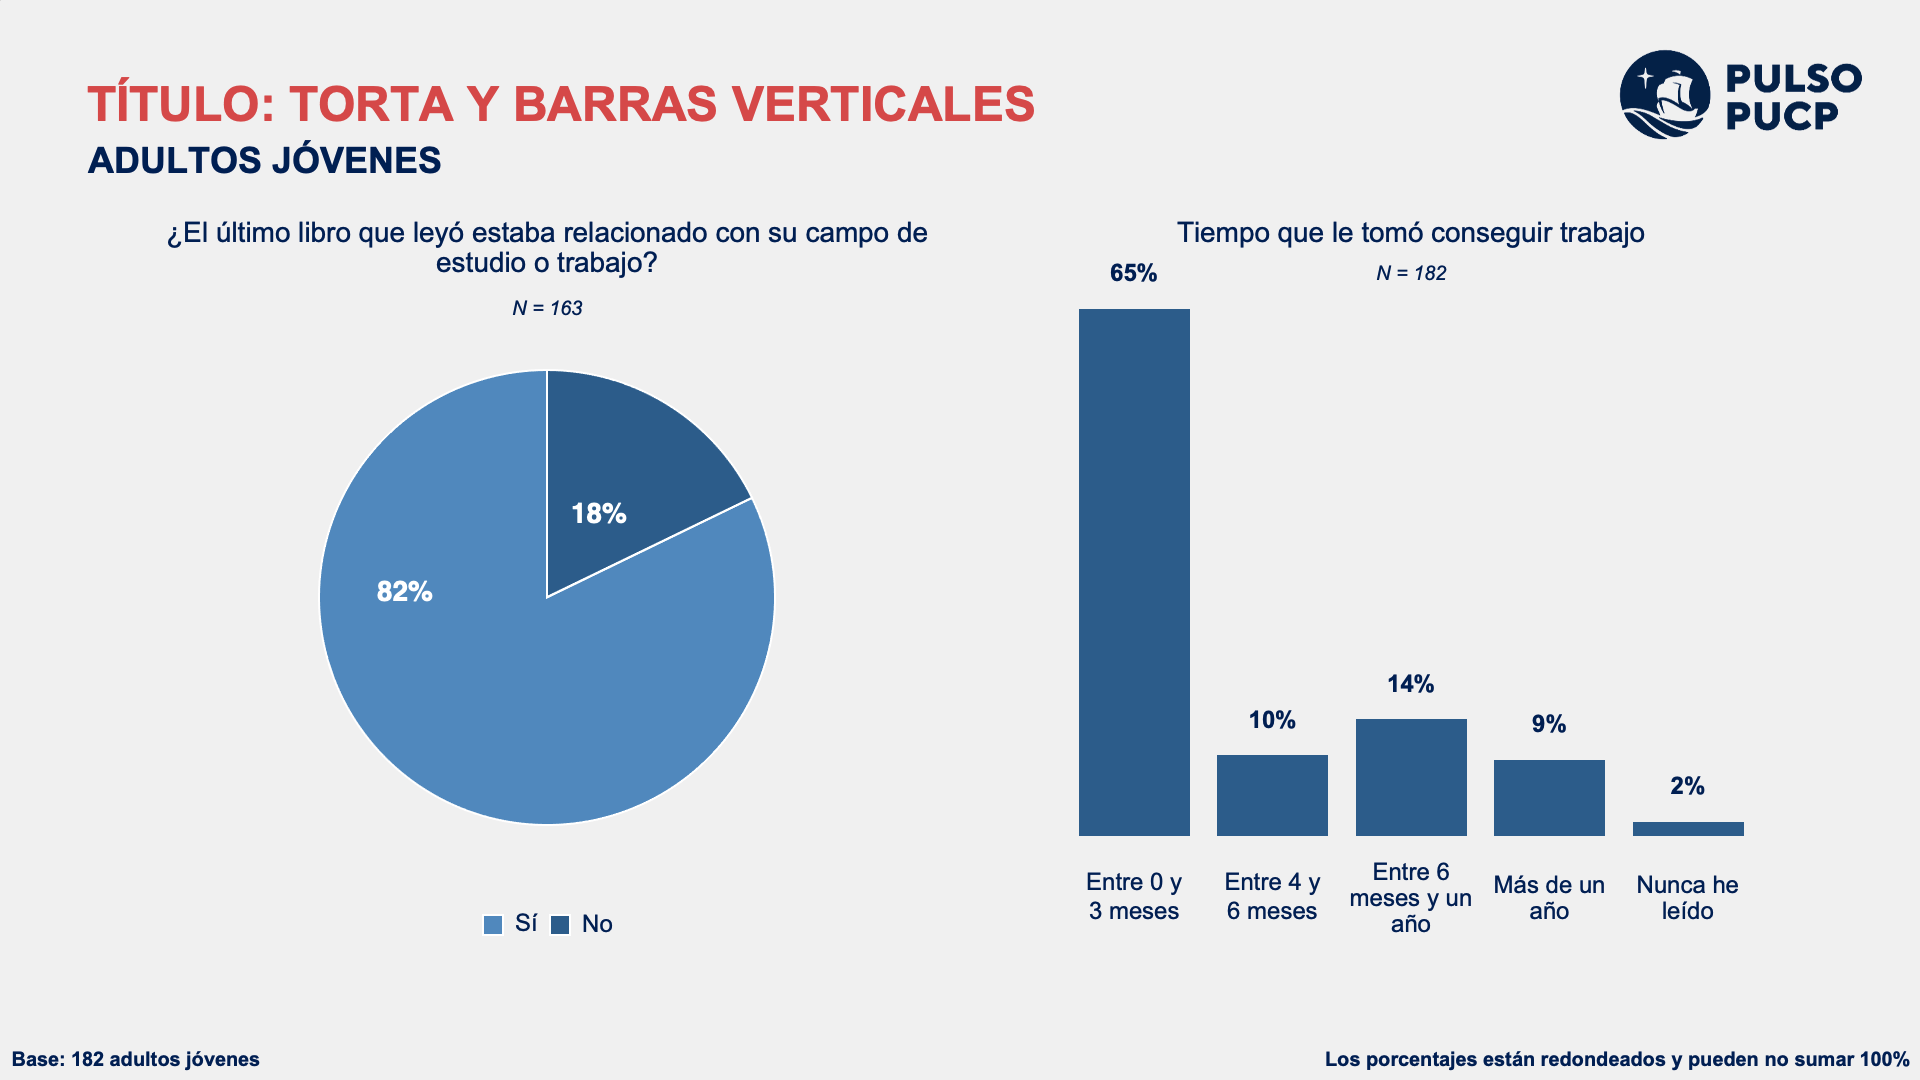 TÍTULO: TORTA Y BARRAS VERTICALES
ADULTOS JÓVENES
PULSO
PUCP
¿El último libro que leyó estaba relacionado con su campo de
estudio o trabajo?
N = 163
18%
82%
Sí No
Tiempo que le tomó conseguir trabajo
N = 182
65%
10%
14%
9%
2%
Entre 0 y
3 meses
Entre 4 y
6 meses
Entre 6
meses y un
año
Más de un
año
Nunca he
leído
Base: 182 adultos jóvenes
Los porcentajes están redondeados y pueden no sumar 100%